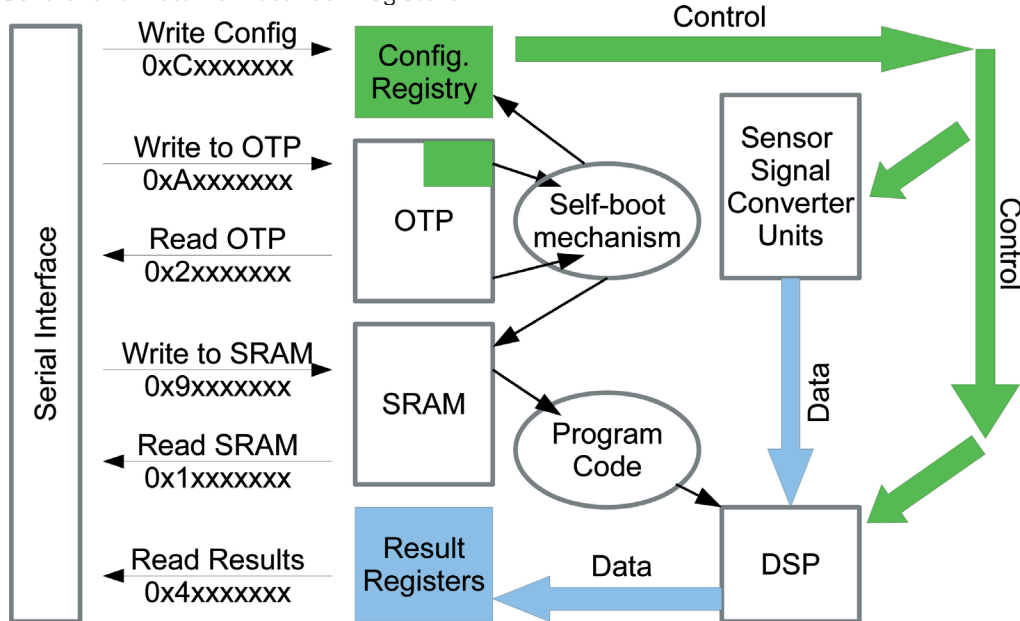 Control
Write Config
0xCxxxxxxx
Config.
Registry
Write to OTP
0xAxxxxxxx
OTP
Self-boot
mechanism
Sensor
Signal
Converter
Units
Control
Read OTP
0x2xxxxxxx
Serial Interface
Write to SRAM
0x9xxxxxxx
SRAM
Data
Read SRAM
0x1xxxxxxx
Program
Code
Read Results
0x4xxxxxxx
Result
Registers
Data
DSP